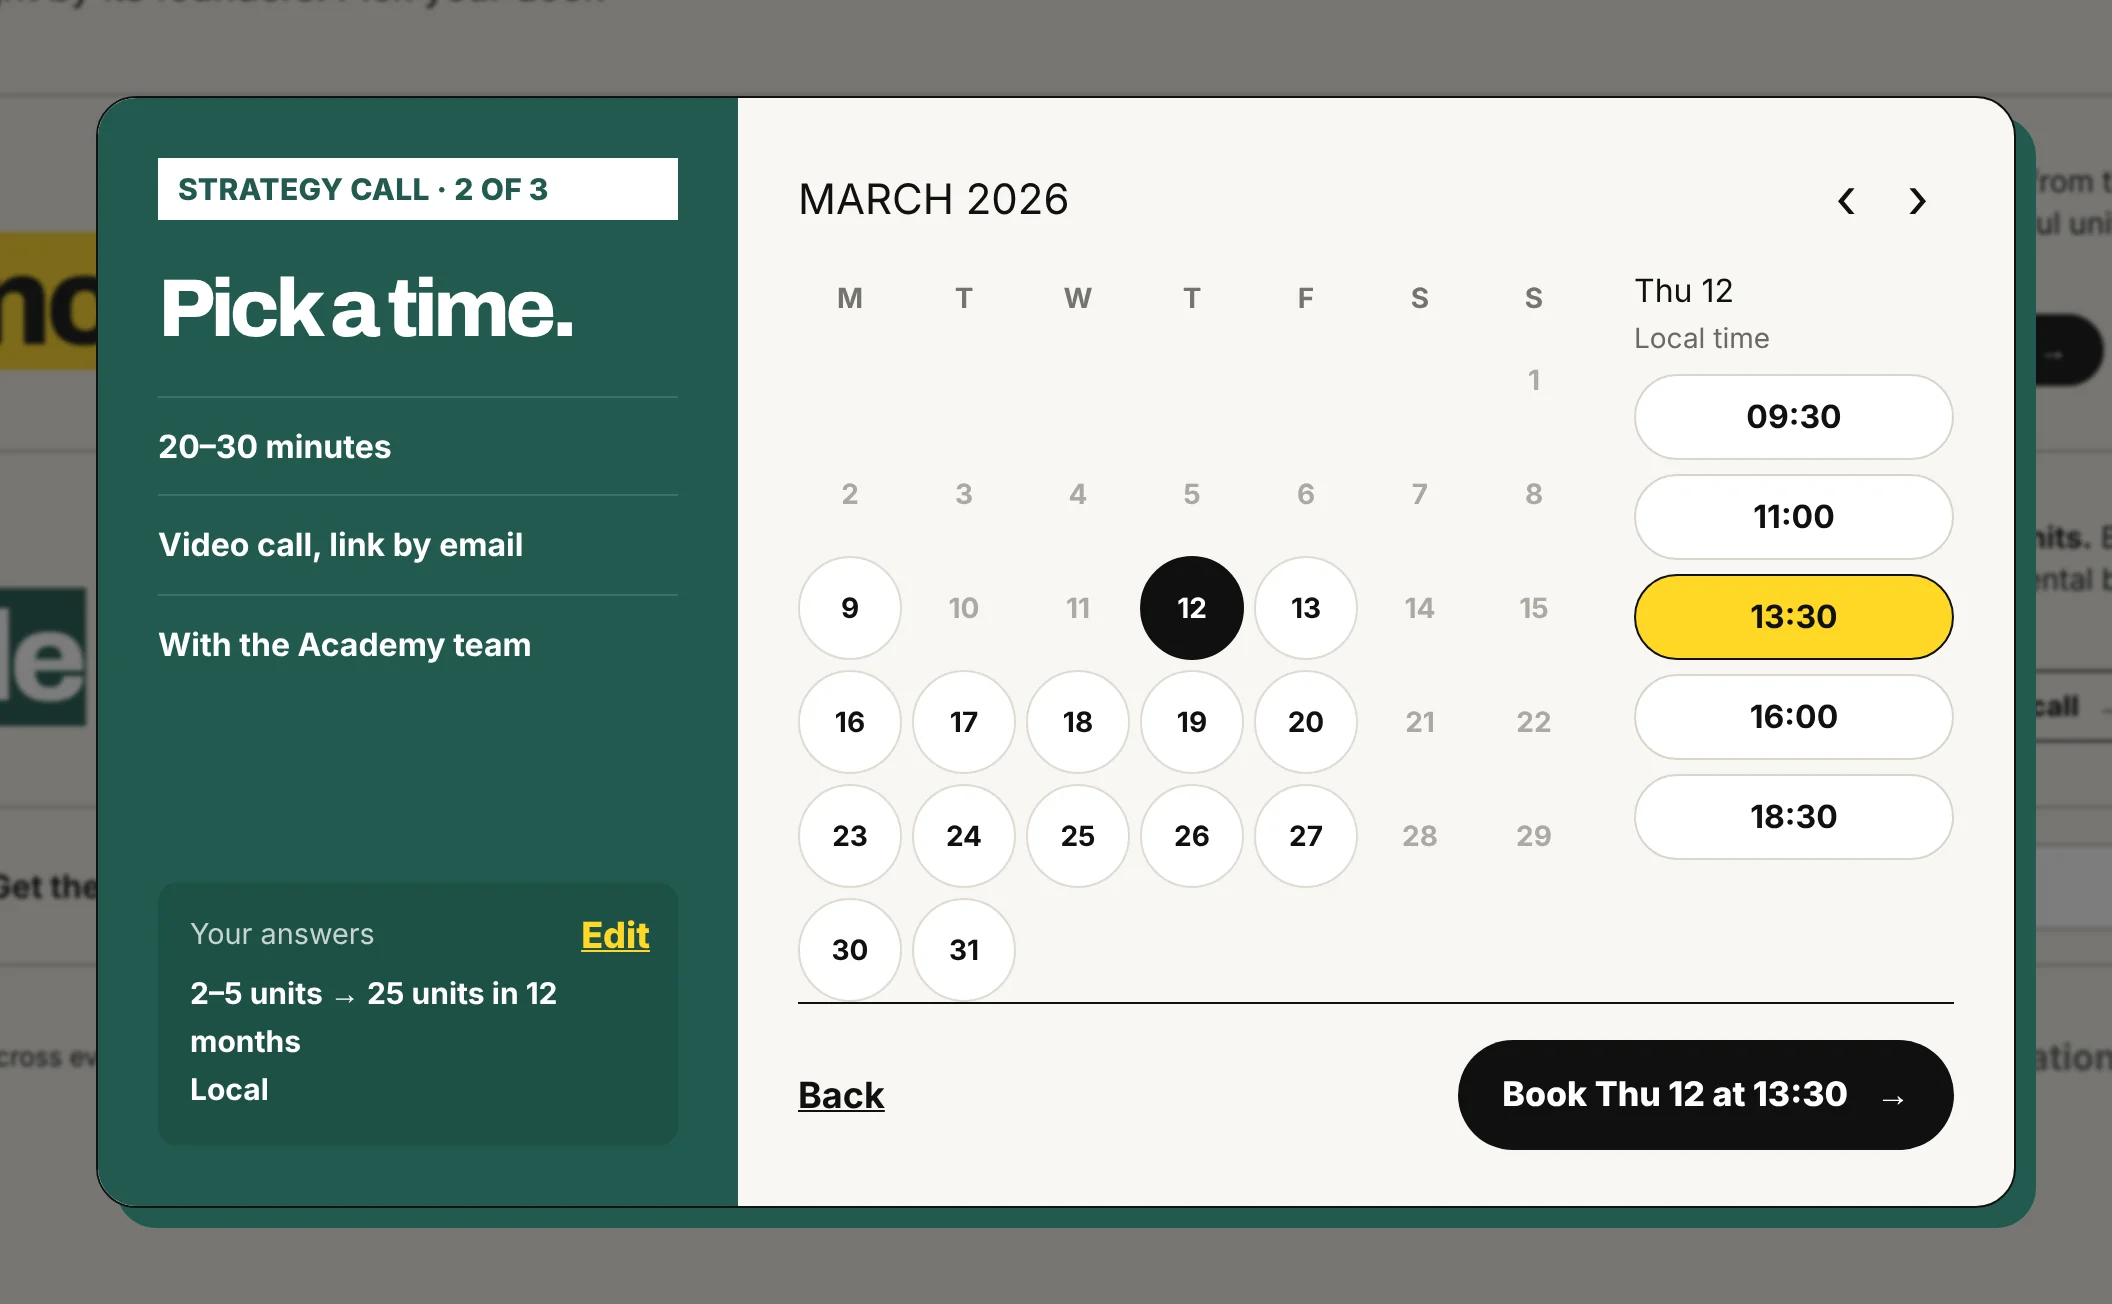 STRATEGY CALL · 2 OF 3
Pick a time.
20–30 minutes
Video call, link by email
With the Academy team
Your answers
Edit
2–5 units → 25 units in 12
months
Local
MARCH 2026
‹ ›
M T W T F S S
1
2 3 4 5 6 7 8
9 10 11 12 13 14 15
16 17 18 19 20 21 22
23 24 25 26 27 28 29
30 31
Thu 12
Local time
09:30
11:00
13:30
16:00
18:30
Back
Book Thu 12 at 13:30 →
Get the
call